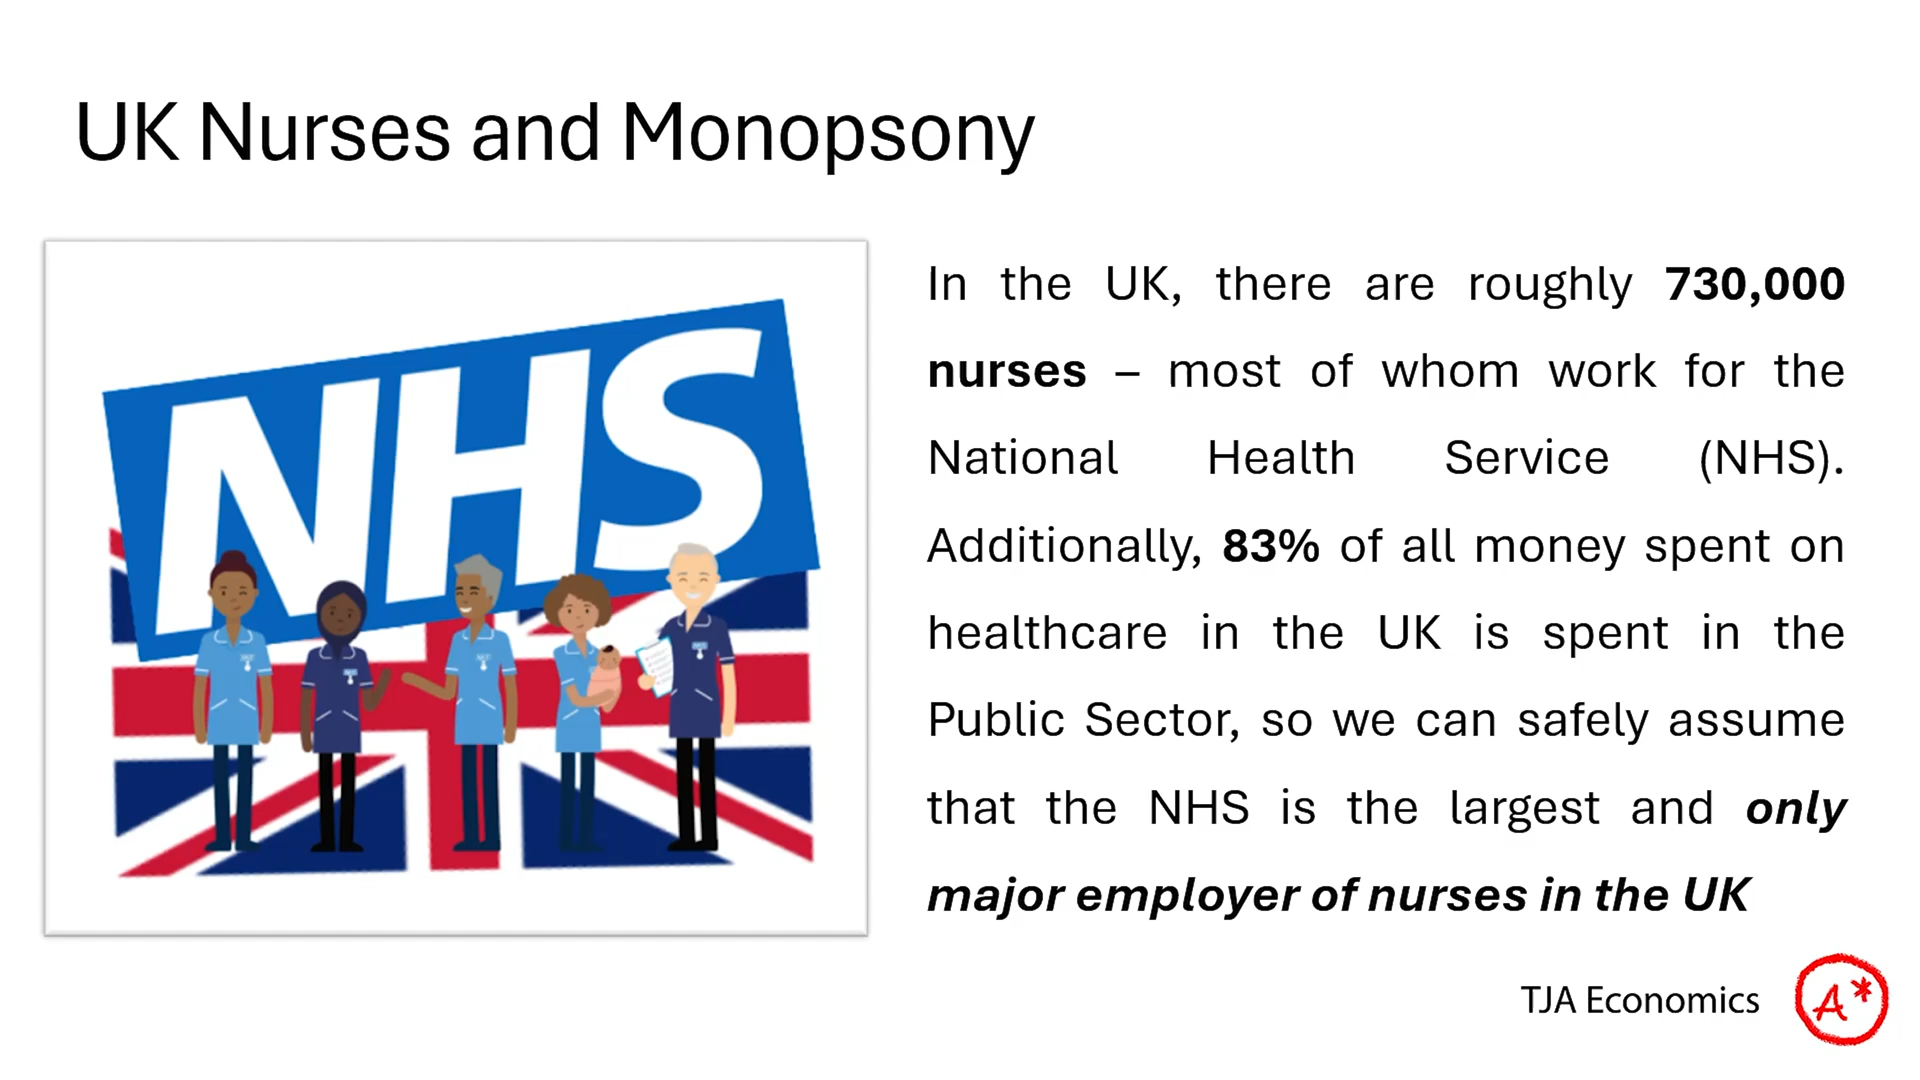 UK Nurses and Monopsony
NHS
In the UK, there are roughly 730,000
nurses – most of whom work for the
National Health Service (NHS).
Additionally, 83% of all money spent on
healthcare in the UK is spent in the
Public Sector, so we can safely assume
that the NHS is the largest and only
major employer of nurses in the UK
TJA Economics
A*